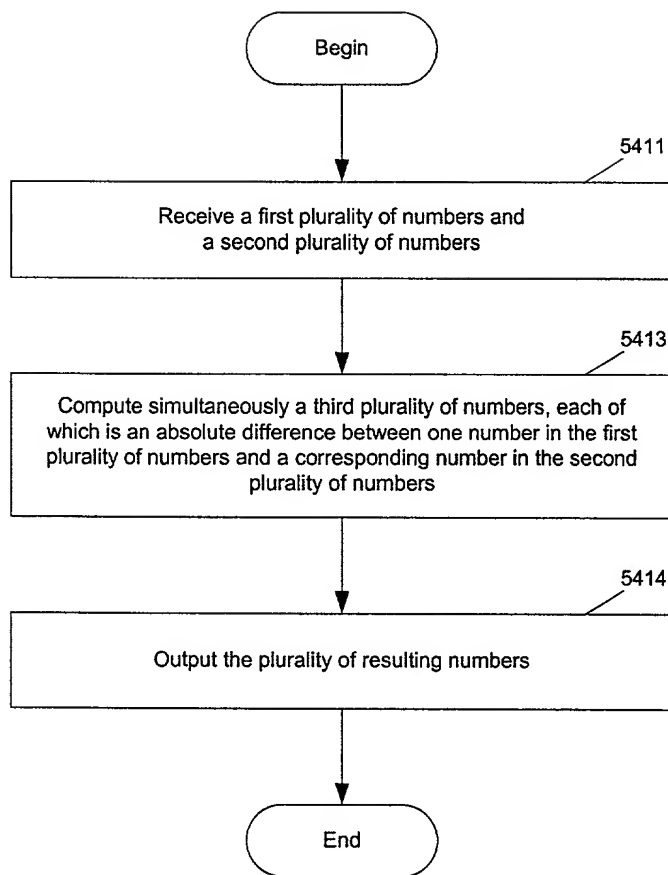 Begin
5411
Receive a first plurality of numbers and
a second plurality of numbers
5413
Compute simultaneously a third plurality of numbers, each of
which is an absolute difference between one number in the first
plurality of numbers and a corresponding number in the second
plurality of numbers
5414
Output the plurality of resulting numbers
End